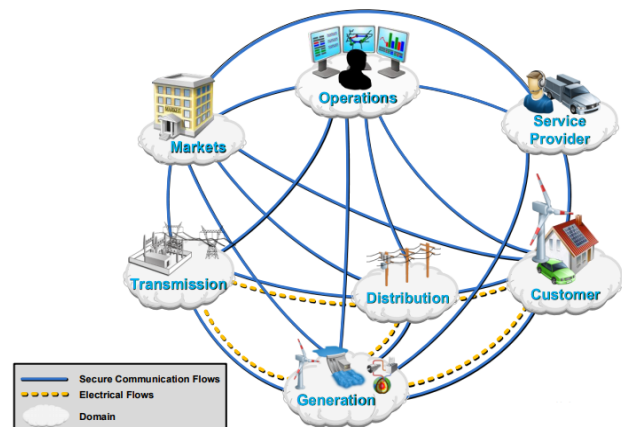 Operations
Service
Provider
Markets
Transmission
Distribution
Customer
Generation
Secure Communication Flows
Electrical Flows
Domain